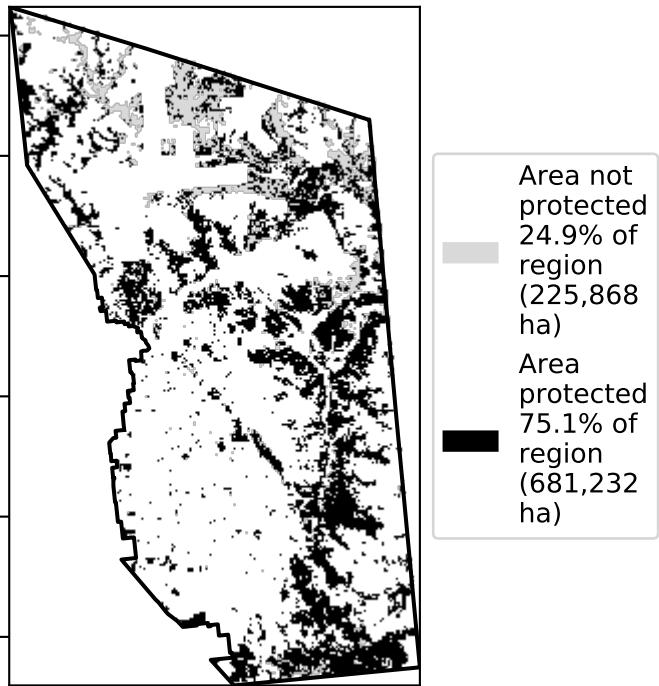 Area not
protected
24.9% of
region
(225,868
ha)
Area
protected
75.1% of
region
(681,232
ha)